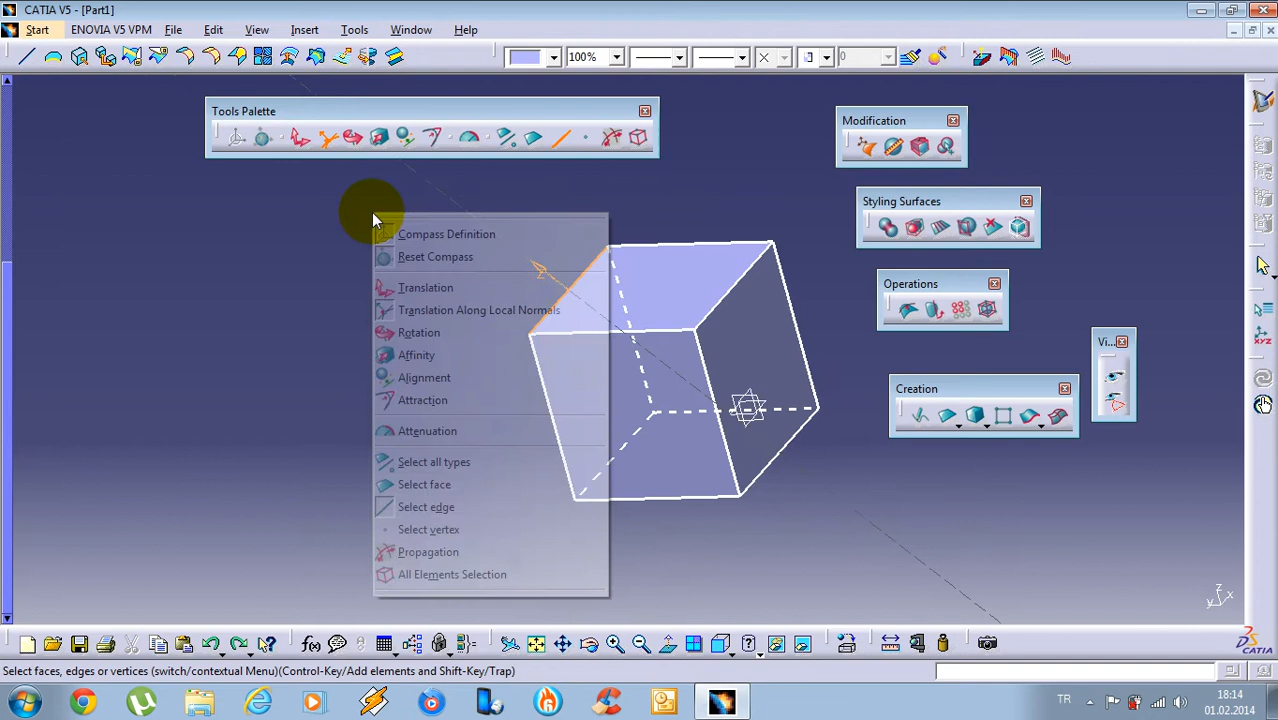 CATIA V5 - [Part1]
Start ENOVIA V5 VPM File Edit View Insert Tools Window Help
100%
0
Tools Palette
Modification
Compass Definition
Reset Compass
Translation
Translation Along Local Normals
Rotation
Affinity
Alignment
Attraction
Attenuation
Select all types
Select face
Select edge
Select vertex
Propagation
All Elements Selection
Z
Styling Surfaces
Operations
Vi...
Creation
z
y x
f(x)
CATIA
Select faces, edges or vertices (switch/contextual Menu)(Control-Key/Add elements and Shift-Key/Trap)
TR
18:14
01.02.2014